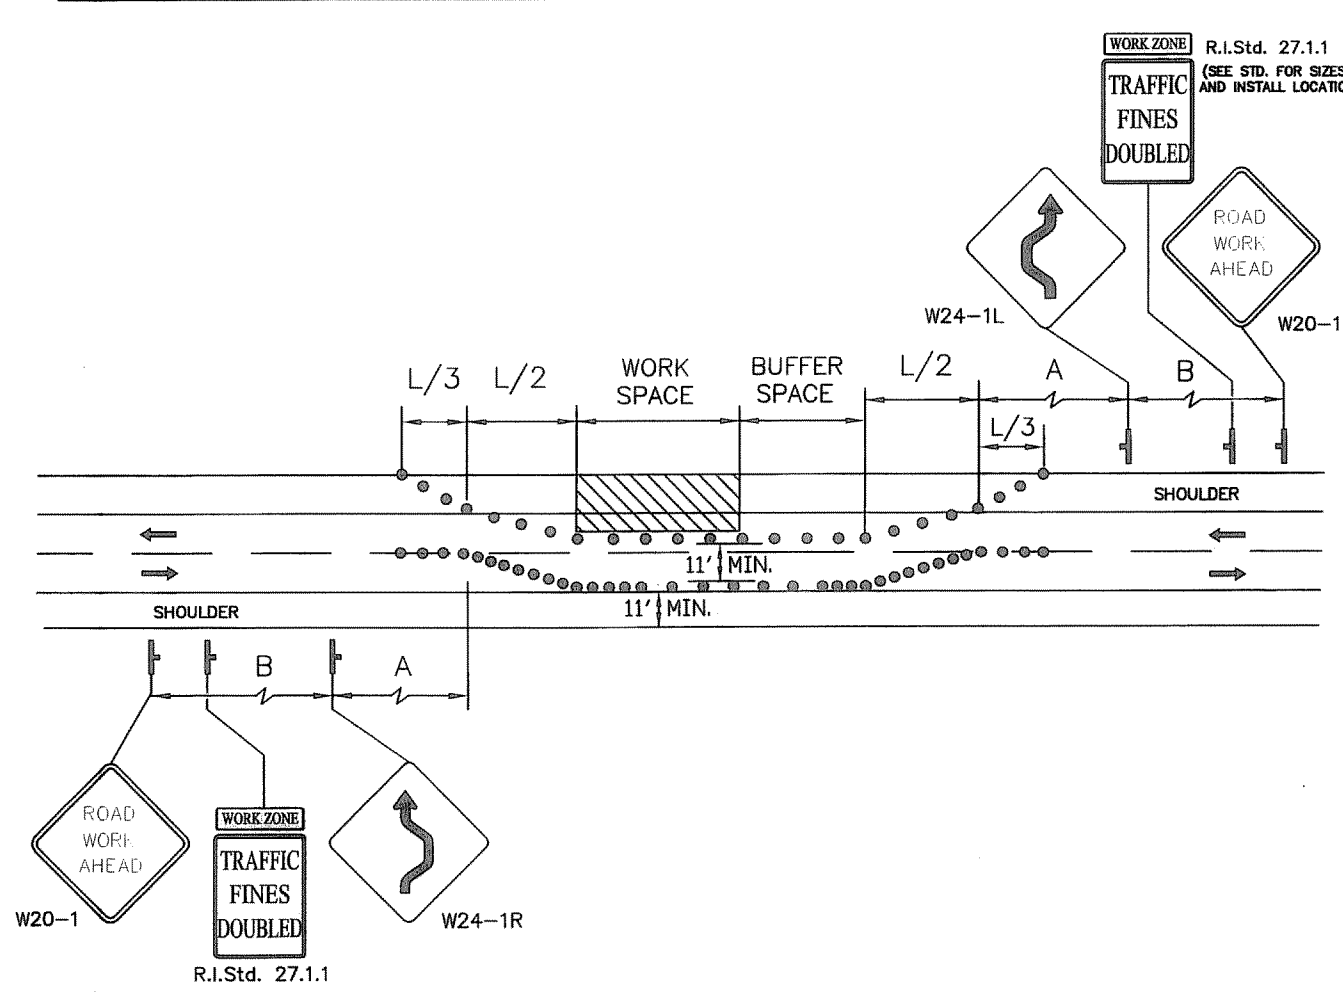 WORK ZONE
TRAFFIC
FINES
DOUBLED
R.I.Std. 27.1.1
(SEE STD. FOR SIZES
AND INSTALL
W24-1L
ROAD
WORK
AHEAD
W20-1
L/3
L/2
WORK
SPACE
BUFFER
SPACE
L/2
A
B
L/3
SHOULDER
11' MIN.
11' MIN.
SHOULDER
B
A
ROAD
WORK
AHEAD
W20-1
WORK ZONE
TRAFFIC
FINES
DOUBLED
R.I.Std. 27.1.1
W24-1R